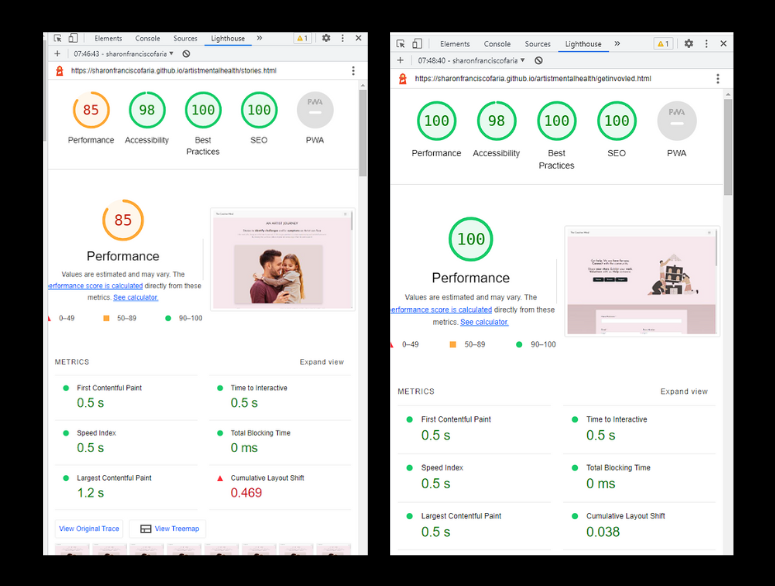 Elements Console Sources Lighthouse » 1
+ 07:46:43 - sharonfranciscofaria ▾
https://sharonfranciscofaria.github.io/artistmentalhealth/stories.html
85 98 100 100 PWA
Performance Accessibility Best Practices SEO PWA
85
Performance
Values are estimated and may vary. The
erformance score is calculated directly from these
metrics. See calculator.
0–49 50–89 90–100
METRICS Expand view
First Contentful Paint Time to Interactive
0.5 s 0.5 s
Speed Index Total Blocking Time
0.5 s 0 ms
Largest Contentful Paint Cumulative Layout Shift
1.2 s 0.469
View Original Trace View Treemap
Elements Console Sources Lighthouse » 1
+ 07:48:40 - sharonfranciscofaria ▾
https://sharonfranciscofaria.github.io/artistmentalhealth/getinvovled.html
100 98 100 100 PWA
Performance Accessibility Best Practices SEO PWA
100
Performance
Values are estimated and may vary. The
erformance score is calculated directly from these
metrics. See calculator.
0–49 50–89 90–100
METRICS Expand view
First Contentful Paint Time to Interactive
0.5 s 0.5 s
Speed Index Total Blocking Time
0.5 s 0 ms
Largest Contentful Paint Cumulative Layout Shift
0.5 s 0.038